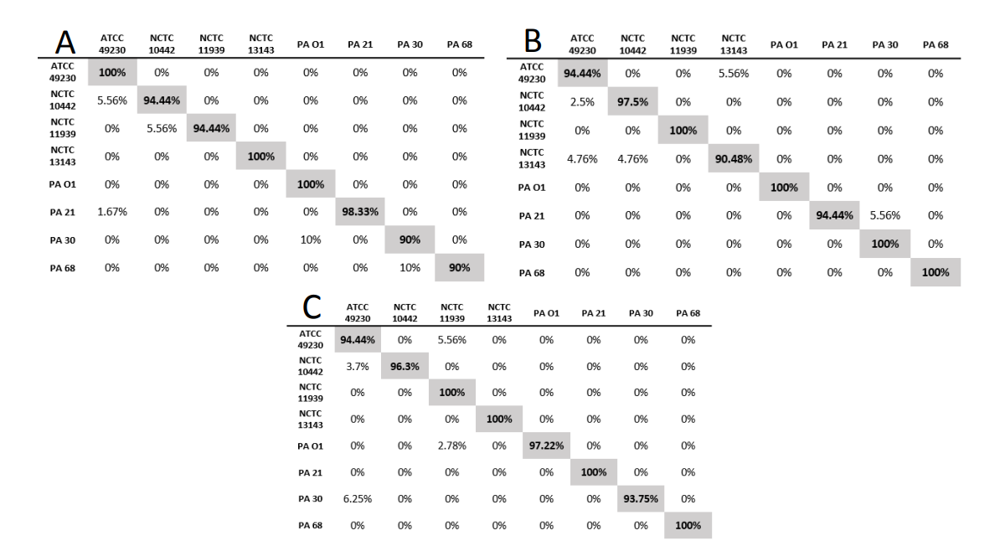 A ATCC 49230 NCTC 10442 NCTC 11939 NCTC 13143 PA O1 PA 21 PA 30 PA 68
ATCC 49230 100% 0% 0% 0% 0% 0% 0% 0%
NCTC 10442 5.56% 94.44% 0% 0% 0% 0% 0% 0%
NCTC 11939 0% 5.56% 94.44% 0% 0% 0% 0% 0%
NCTC 13143 0% 0% 0% 100% 0% 0% 0% 0%
PA O1 0% 0% 0% 0% 100% 0% 0% 0%
PA 21 1.67% 0% 0% 0% 0% 98.33% 0% 0%
PA 30 0% 0% 0% 0% 10% 0% 90% 0%
PA 68 0% 0% 0% 0% 0% 0% 10% 90%
B ATCC 49230 NCTC 10442 NCTC 11939 NCTC 13143 PA O1 PA 21 PA 30 PA 68
ATCC 49230 94.44% 0% 0% 5.56% 0% 0% 0% 0%
NCTC 10442 2.5% 97.5% 0% 0% 0% 0% 0% 0%
NCTC 11939 0% 0% 100% 0% 0% 0% 0% 0%
NCTC 13143 4.76% 4.76% 0% 90.48% 0% 0% 0% 0%
PA O1 0% 0% 0% 0% 100% 0% 0% 0%
PA 21 0% 0% 0% 0% 0% 94.44% 5.56% 0%
PA 30 0% 0% 0% 0% 0% 0% 100% 0%
PA 68 0% 0% 0% 0% 0% 0% 0% 100%
C ATCC 49230 NCTC 10442 NCTC 11939 NCTC 13143 PA O1 PA 21 PA 30 PA 68
ATCC 49230 94.44% 0% 5.56% 0% 0% 0% 0% 0%
NCTC 10442 3.7% 96.3% 0% 0% 0% 0% 0% 0%
NCTC 11939 0% 0% 100% 0% 0% 0% 0% 0%
NCTC 13143 0% 0% 0% 100% 0% 0% 0% 0%
PA O1 0% 0% 2.78% 0% 97.22% 0% 0% 0%
PA 21 0% 0% 0% 0% 0% 100% 0% 0%
PA 30 6.25% 0% 0% 0% 0% 0% 93.75% 0%
PA 68 0% 0% 0% 0% 0% 0% 0% 100%